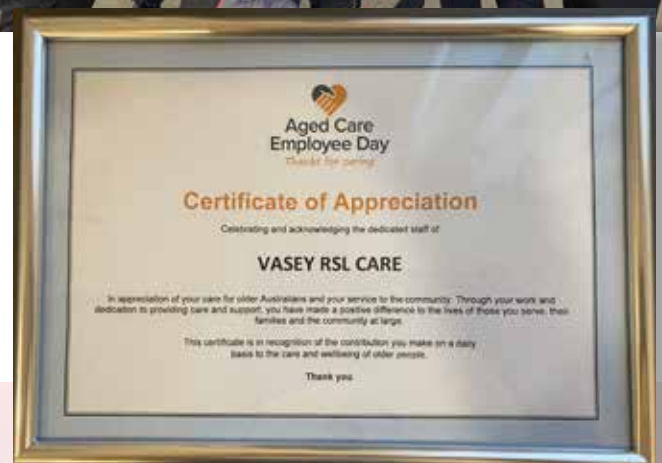 Aged Care
Employee Day
Thanks for caring
Certificate of Appreciation
Celebrating and acknowledging the dedicated staff of
VASEY RSL CARE
In appreciation of your care for older Australians and your service to the community. Through your work and
dedication to providing care and support, you have made a positive difference to the lives of those you serve, their
families and the community at large.
This certificate is in recognition of the contribution you make on a daily
basis to the care and wellbeing of older people.
Thank you